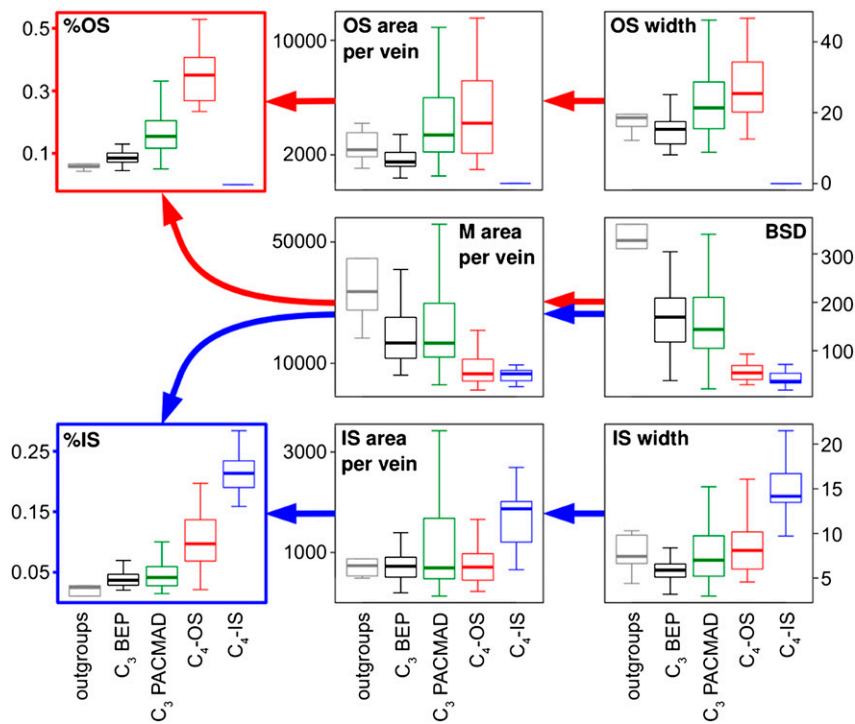 %OS
0.5
0.3
0.1
OS area
per vein
10000
2000
OS width
40
20
0
M area
per vein
50000
10000
BSD
300
200
100
%IS
0.25
0.15
0.05
IS area
per vein
3000
1000
IS width
20
15
10
5
outgroups
C₃ BEP
C₃ PACMAD
C₄-OS
C₄-IS
outgroups
C₃ BEP
C₃ PACMAD
C₄-OS
C₄-IS
outgroups
C₃ BEP
C₃ PACMAD
C₄-OS
C₄-IS